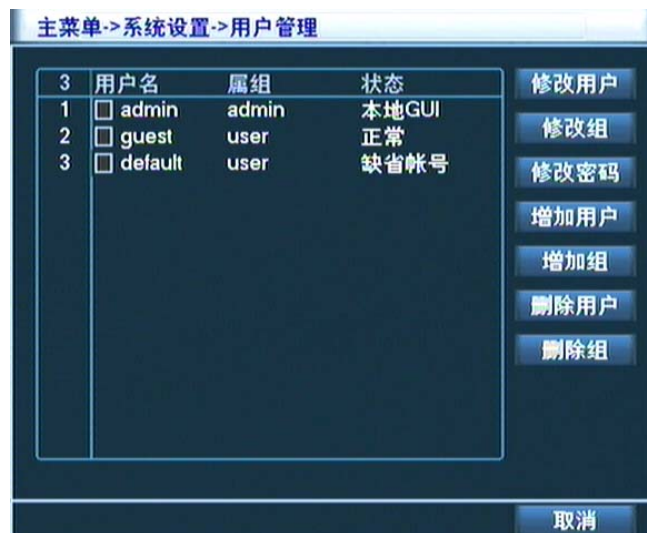 主菜单->系统设置->用户管理
3 用户名 属组 状态
1 admin admin 本地GUI
2 guest user 正常
3 default user 缺省帐号
修改用户
修改组
修改密码
增加用户
增加组
删除用户
删除组
取消